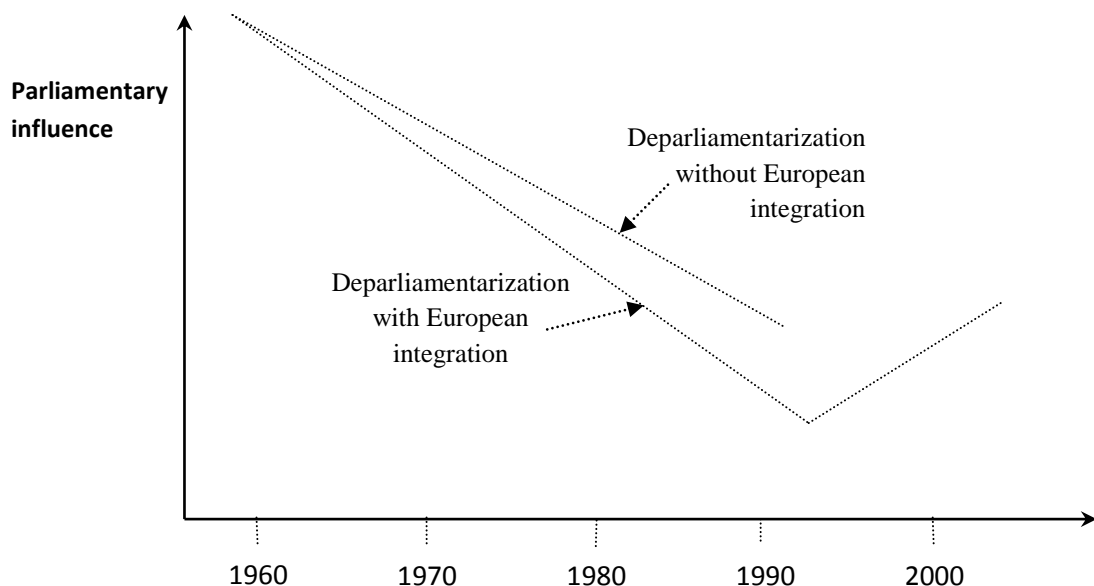 Parliamentary
influence
Deparliamentarization
without European
integration
Deparliamentarization
with European
integration
1960
1970
1980
1990
2000